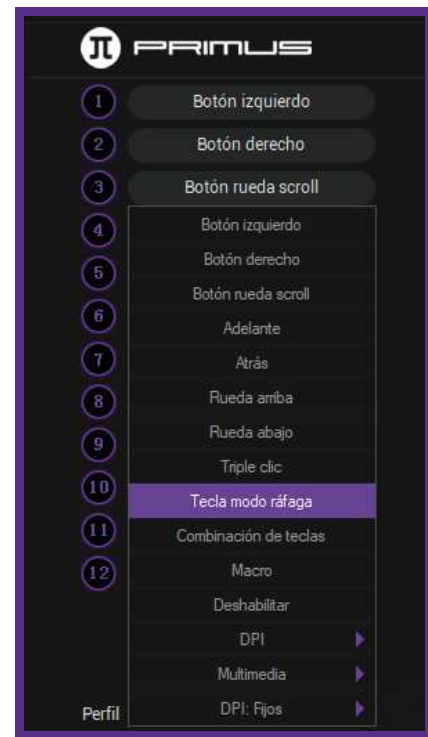 PRIMUS
1 Botón izquierdo
2 Botón derecho
3 Botón rueda scroll
4 Botón izquierdo
5 Botón derecho
Botón rueda scroll
6 Adelante
7 Atrás
8 Rueda arriba
9 Rueda abajo
Triple clic
10 Tecla modo ráfaga
11 Combinación de teclas
12 Macro
Deshabilitar
DPI
Multimedia
Perfil DPI: Fijos